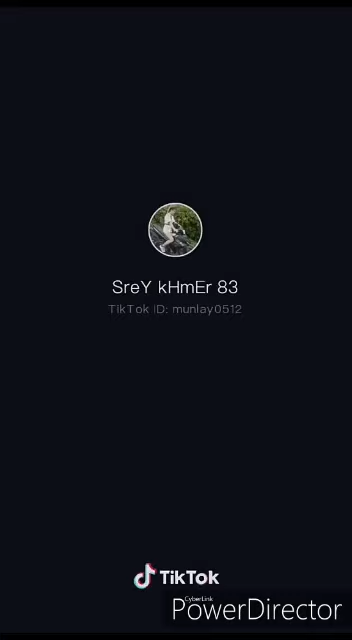 SreY kHmEr 83
TikTok ID: munlay0512
TikTok
CyberLink
PowerDirector